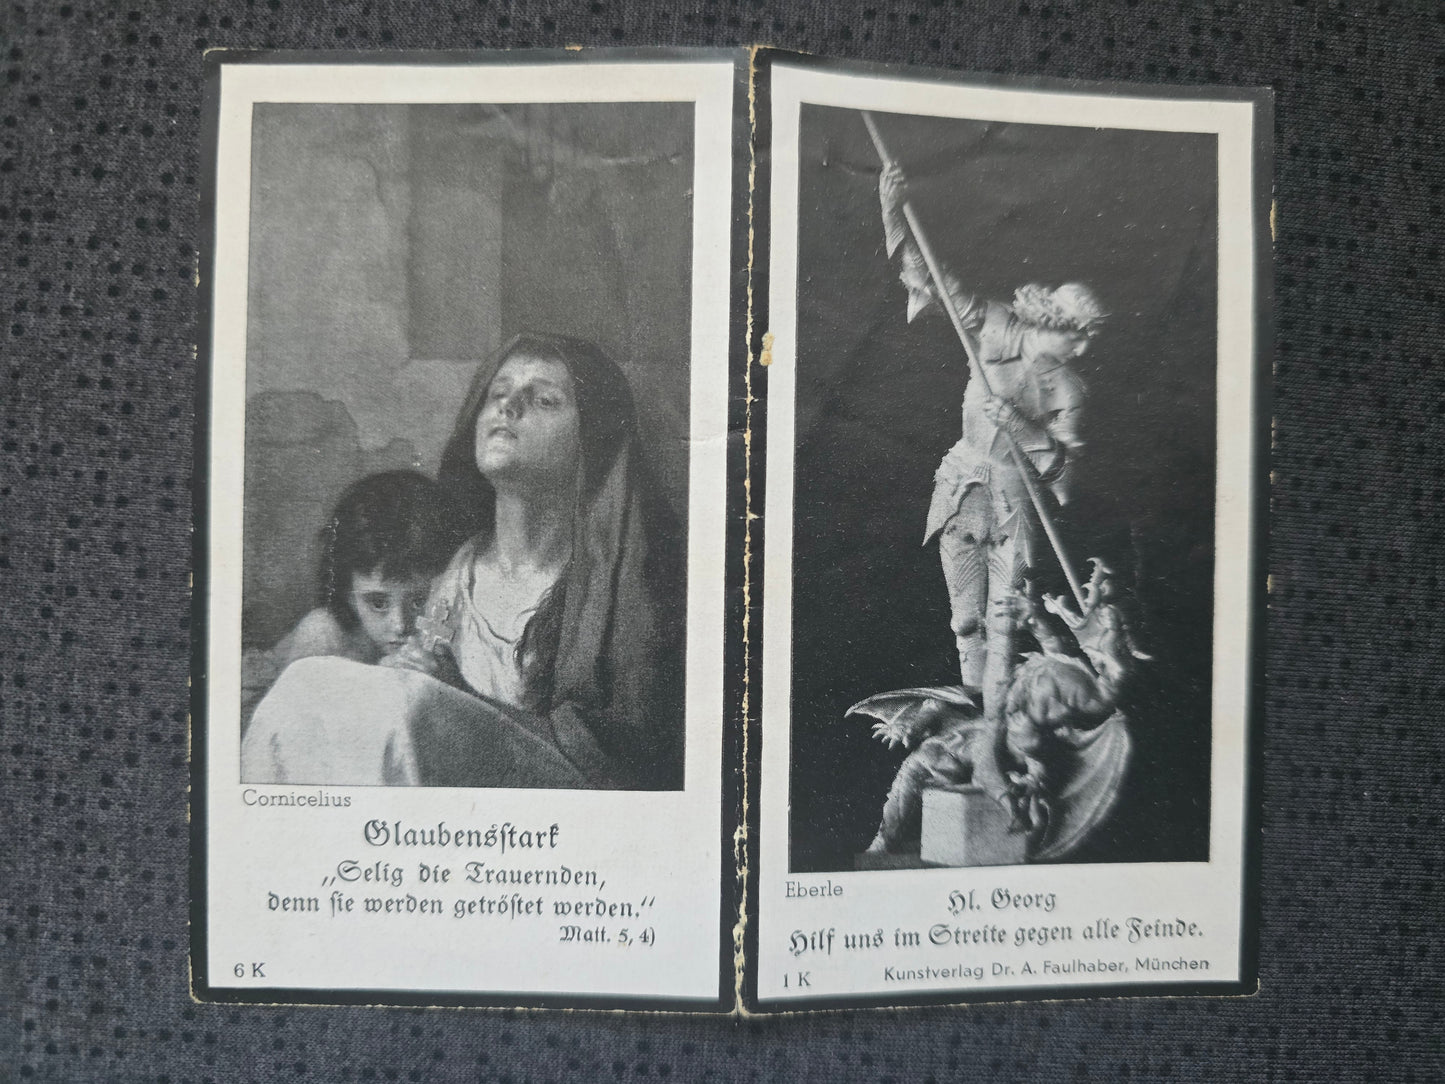 Cornicelius
Glaubensstark
„Selig die Trauernden,
denn sie werden getröstet werden.“
Matt. 5, 4)
6 K
Eberle
Hl. Georg
Hilf uns im Streite gegen alle Feinde.
1 K
Kunstverlag Dr. A. Faulhaber, München